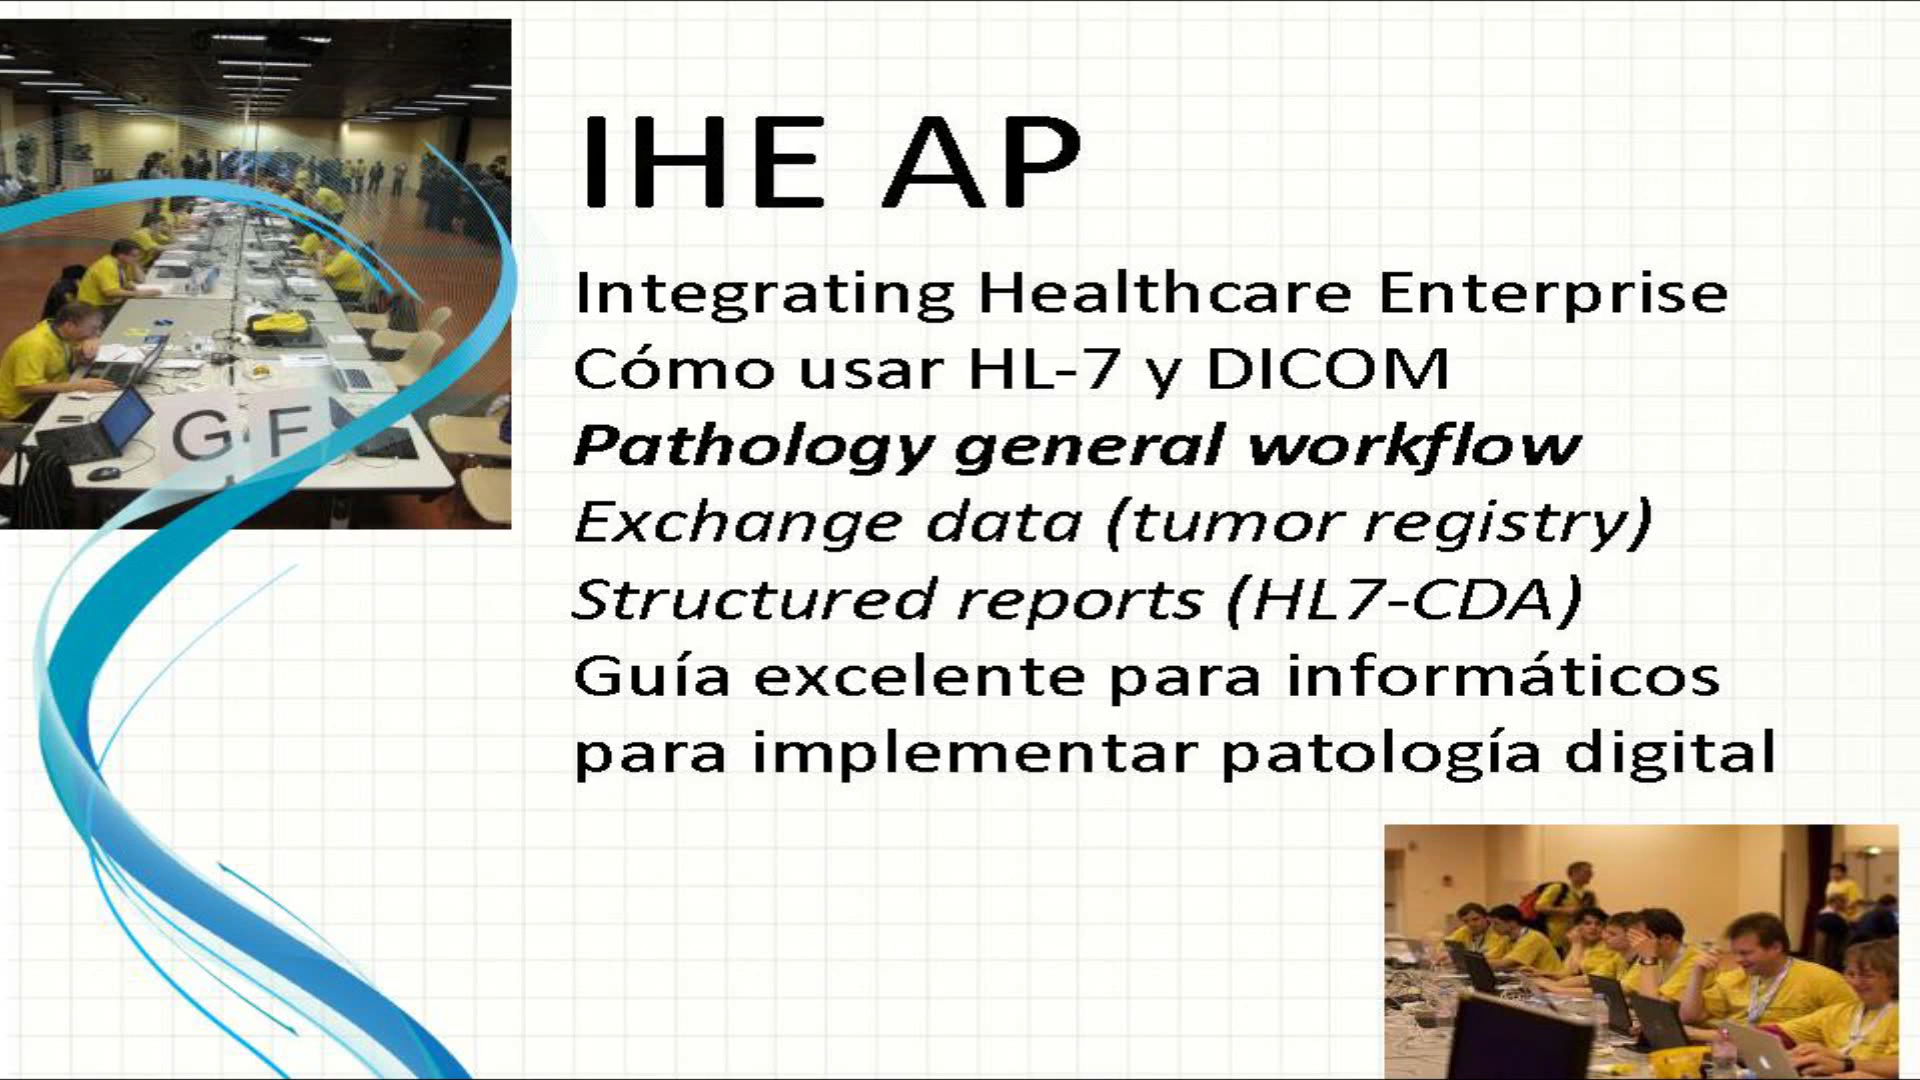 IHE AP
Integrating Healthcare Enterprise
Cómo usar HL-7 y DICOM
Pathology general workflow
Exchange data (tumor registry)
Structured reports (HL7-CDA)
Guía excelente para informáticos
para implementar patología digital
G F